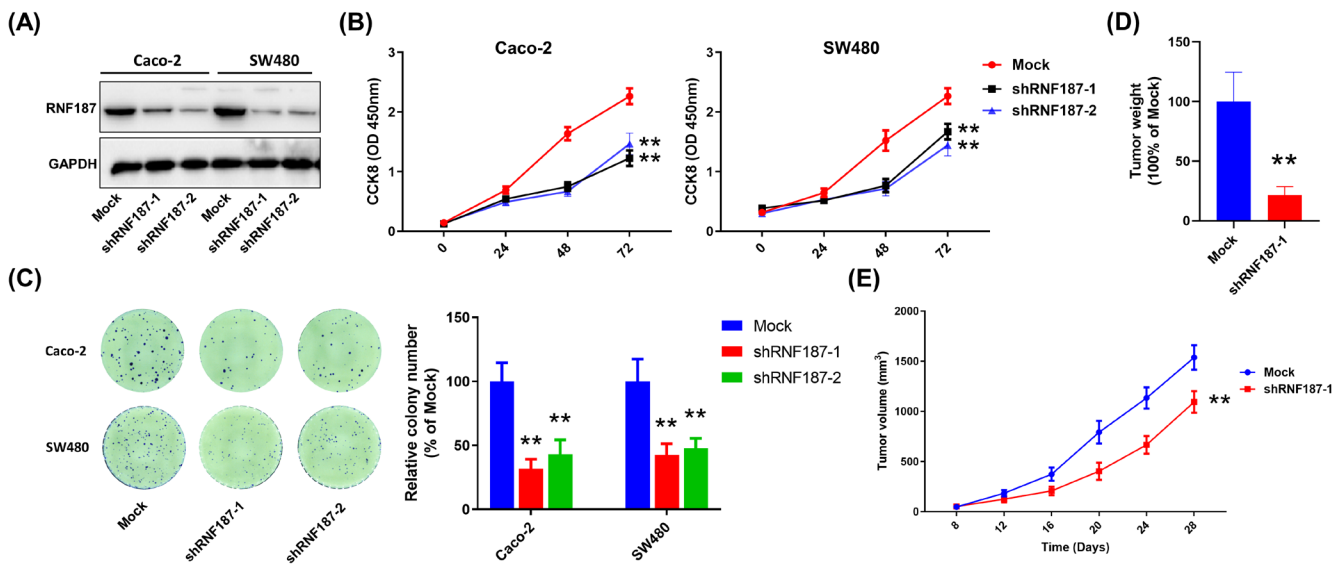 (A)
Caco-2 SW480
RNF187
GAPDH
Mock
shRNF187-1
shRNF187-2
Mock
shRNF187-1
shRNF187-2
(B)
Caco-2
CCK8 (OD 450nm)
3
2
1
0
0 24 48 72
**
**
SW480
CCK8 (OD 450nm)
3
2
1
0
0 24 48 72
**
**
Mock
shRNF187-1
shRNF187-2
(C)
Caco-2
SW480
Mock
shRNF187-1
shRNF187-2
Relative colony number
(% of Mock)
150
100
50
0
** ** ** **
Caco-2 SW480
Mock
shRNF187-1
shRNF187-2
(D)
Tumor weight
(100% of Mock)
150
100
50
0
**
Mock
shRNF187-1
(E)
Tumor volume (mm³)
2000
1500
1000
500
0
8 12 16 20 24 28
Time (Days)
Mock
shRNF187-1
**